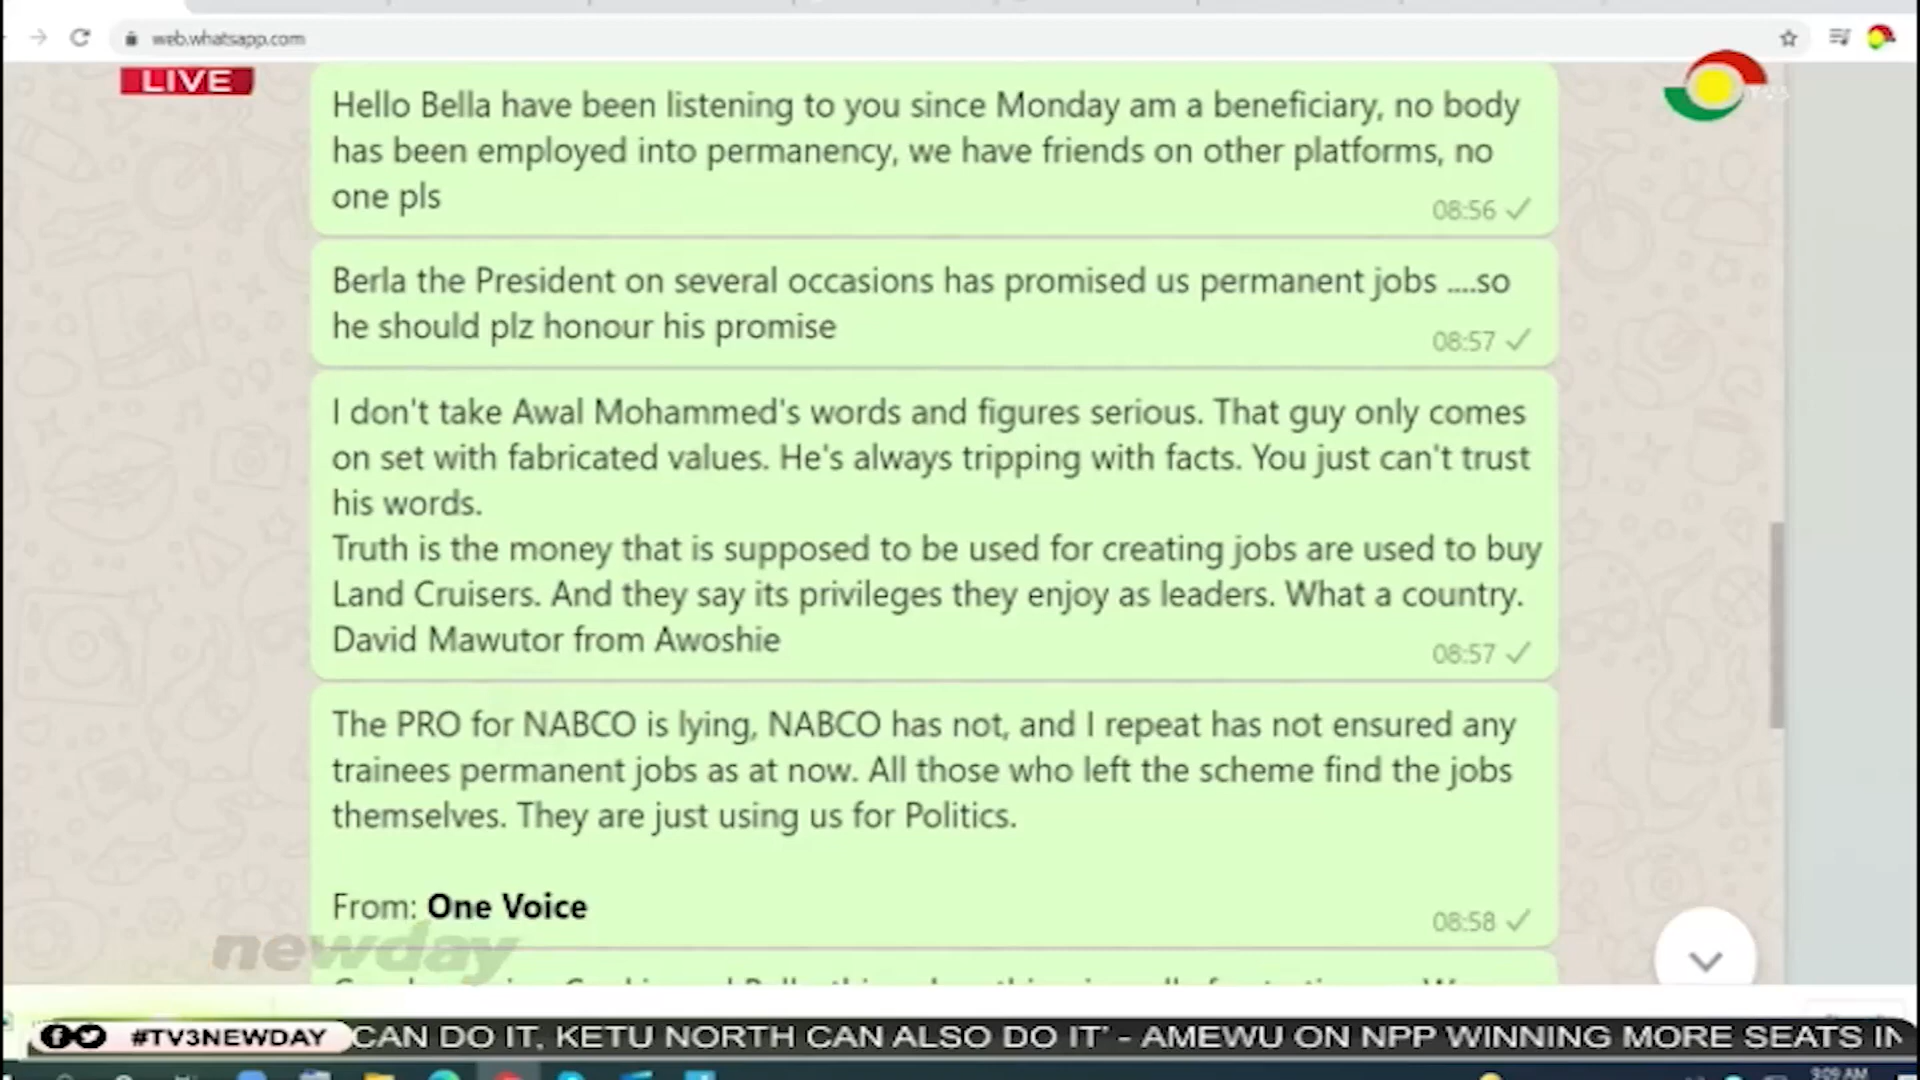 web.whatsapp.com
LIVE
Hello Bella have been listening to you since Monday am a beneficiary, no body
has been employed into permanency, we have friends on other platforms, no
one pls
08:56
Berla the President on several occasions has promised us permanent jobs ....so
he should plz honour his promise
08:57
I don't take Awal Mohammed's words and figures serious. That guy only comes
on set with fabricated values. He's always tripping with facts. You just can't trust
his words.
Truth is the money that is supposed to be used for creating jobs are used to buy
Land Cruisers. And they say its privileges they enjoy as leaders. What a country.
David Mawutor from Awoshie
08:57
The PRO for NABCO is lying, NABCO has not, and I repeat has not ensured any
trainees permanent jobs as at now. All those who left the scheme find the jobs
themselves. They are just using us for Politics.
From: One Voice
08:58
newday
#TV3NEWDAY CAN DO IT, KETU NORTH CAN ALSO DO IT' - AMEWU ON NPP WINNING MORE SEATS IN
9:09 AM